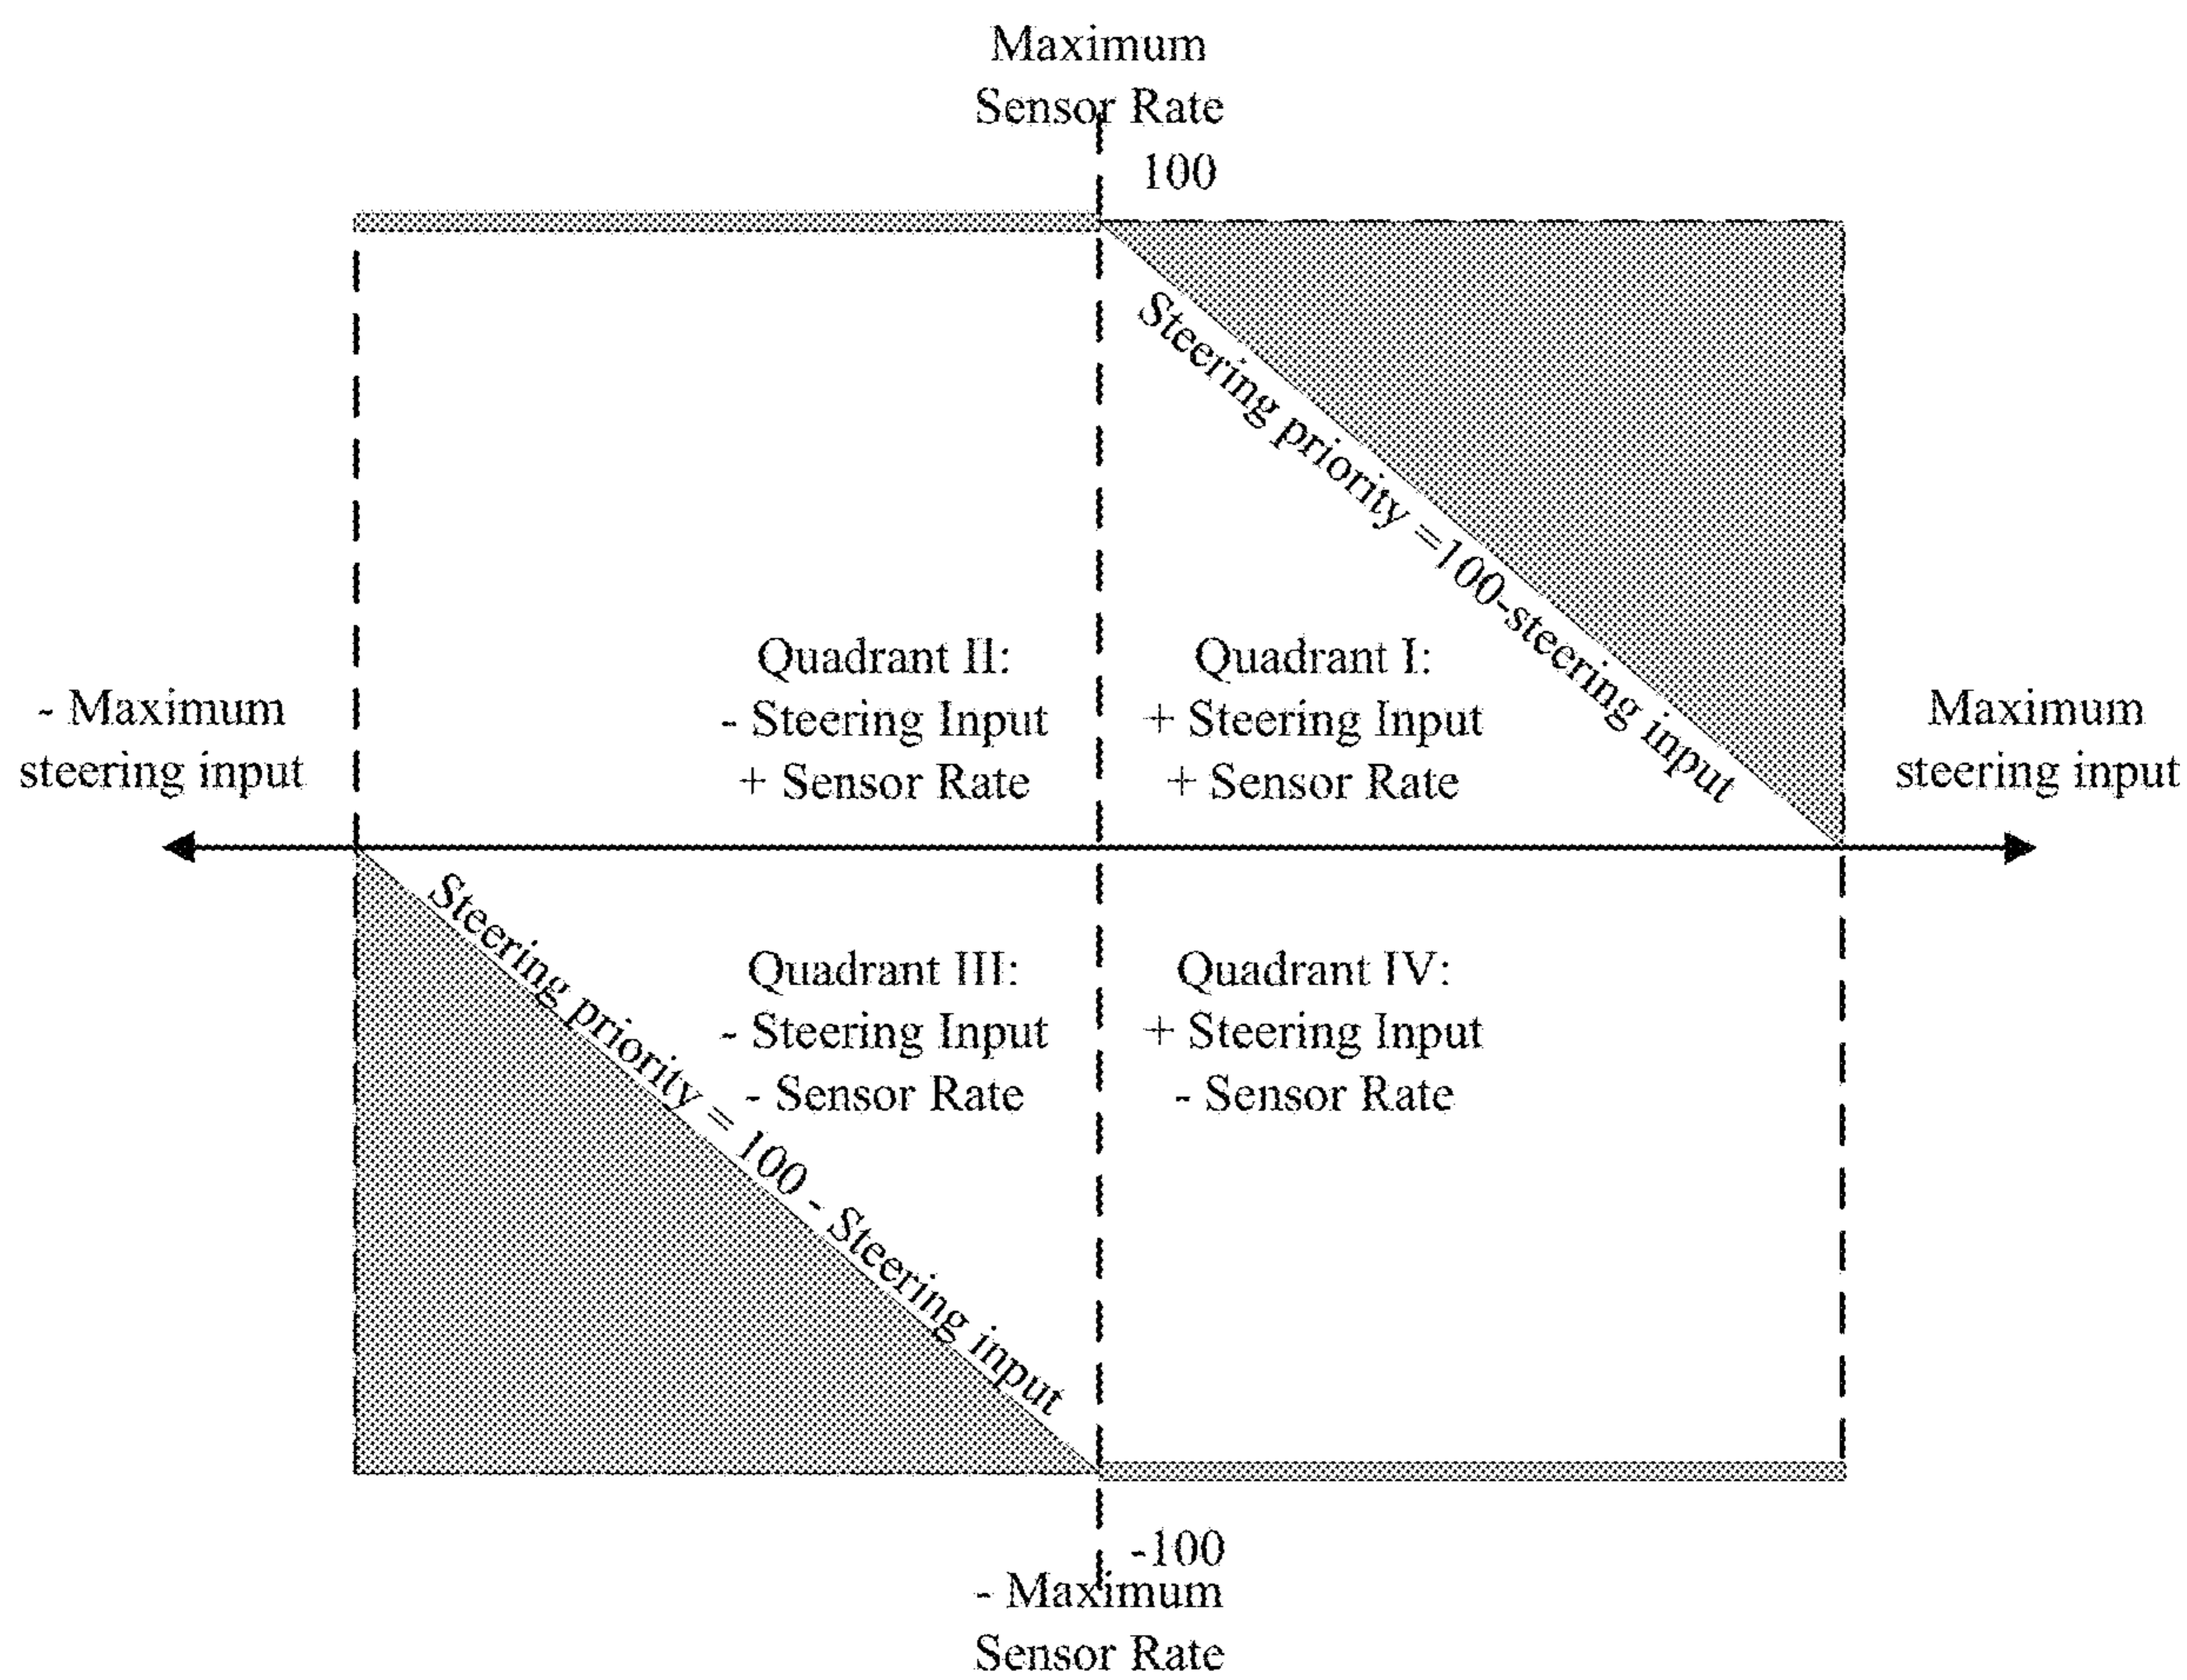 Maximum
Sensor Rate
100
Steering priority =100-steering input
Quadrant II:
- Steering Input
+ Sensor Rate
Quadrant I:
+ Steering Input
+ Sensor Rate
- Maximum
steering input
Maximum
steering input
Steering priority = 100 - Steering input
Quadrant III:
- Steering Input
- Sensor Rate
Quadrant IV:
+ Steering Input
- Sensor Rate
-100
- Maximum
Sensor Rate